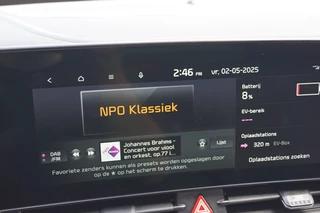 2:46 PM
vr, 02-05-2025
NPO Klassiek
DAB
JFM
Johannes Brahms -
Concert voor viool
en orkest, op.77 i...
Lijst
Favoriete zenders kunnen als presets worden opgeslagen door
op de ★ op het scherm te drukken.
Batterij
8%
EV-bereik
Oplaadstations
320 m EV-Box
Oplaadstations zoeken